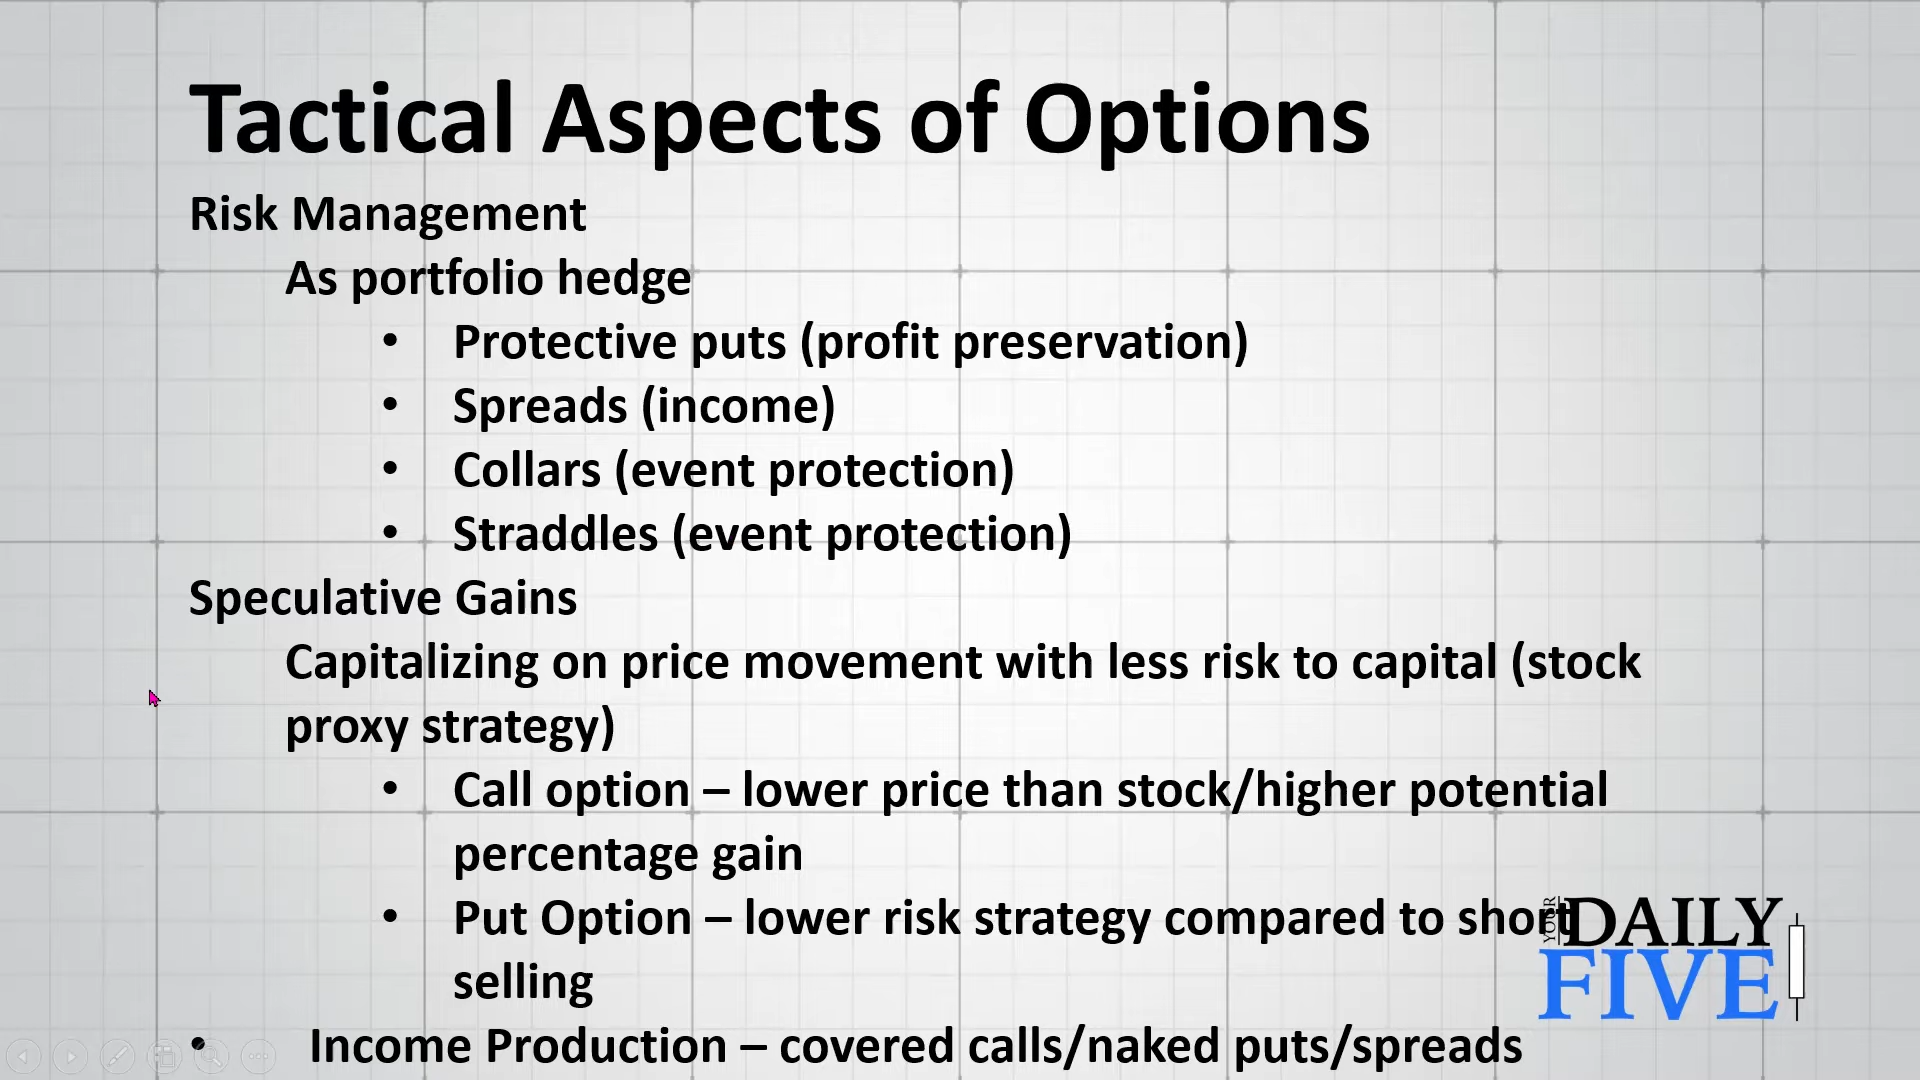 Tactical Aspects of Options
Risk Management
As portfolio hedge
• Protective puts (profit preservation)
• Spreads (income)
• Collars (event protection)
• Straddles (event protection)
Speculative Gains
Capitalizing on price movement with less risk to capital (stock
proxy strategy)
• Call option – lower price than stock/higher potential
percentage gain
• Put Option – lower risk strategy compared to short
selling
• Income Production – covered calls/naked puts/spreads
YOUR
DAILY
FIVE